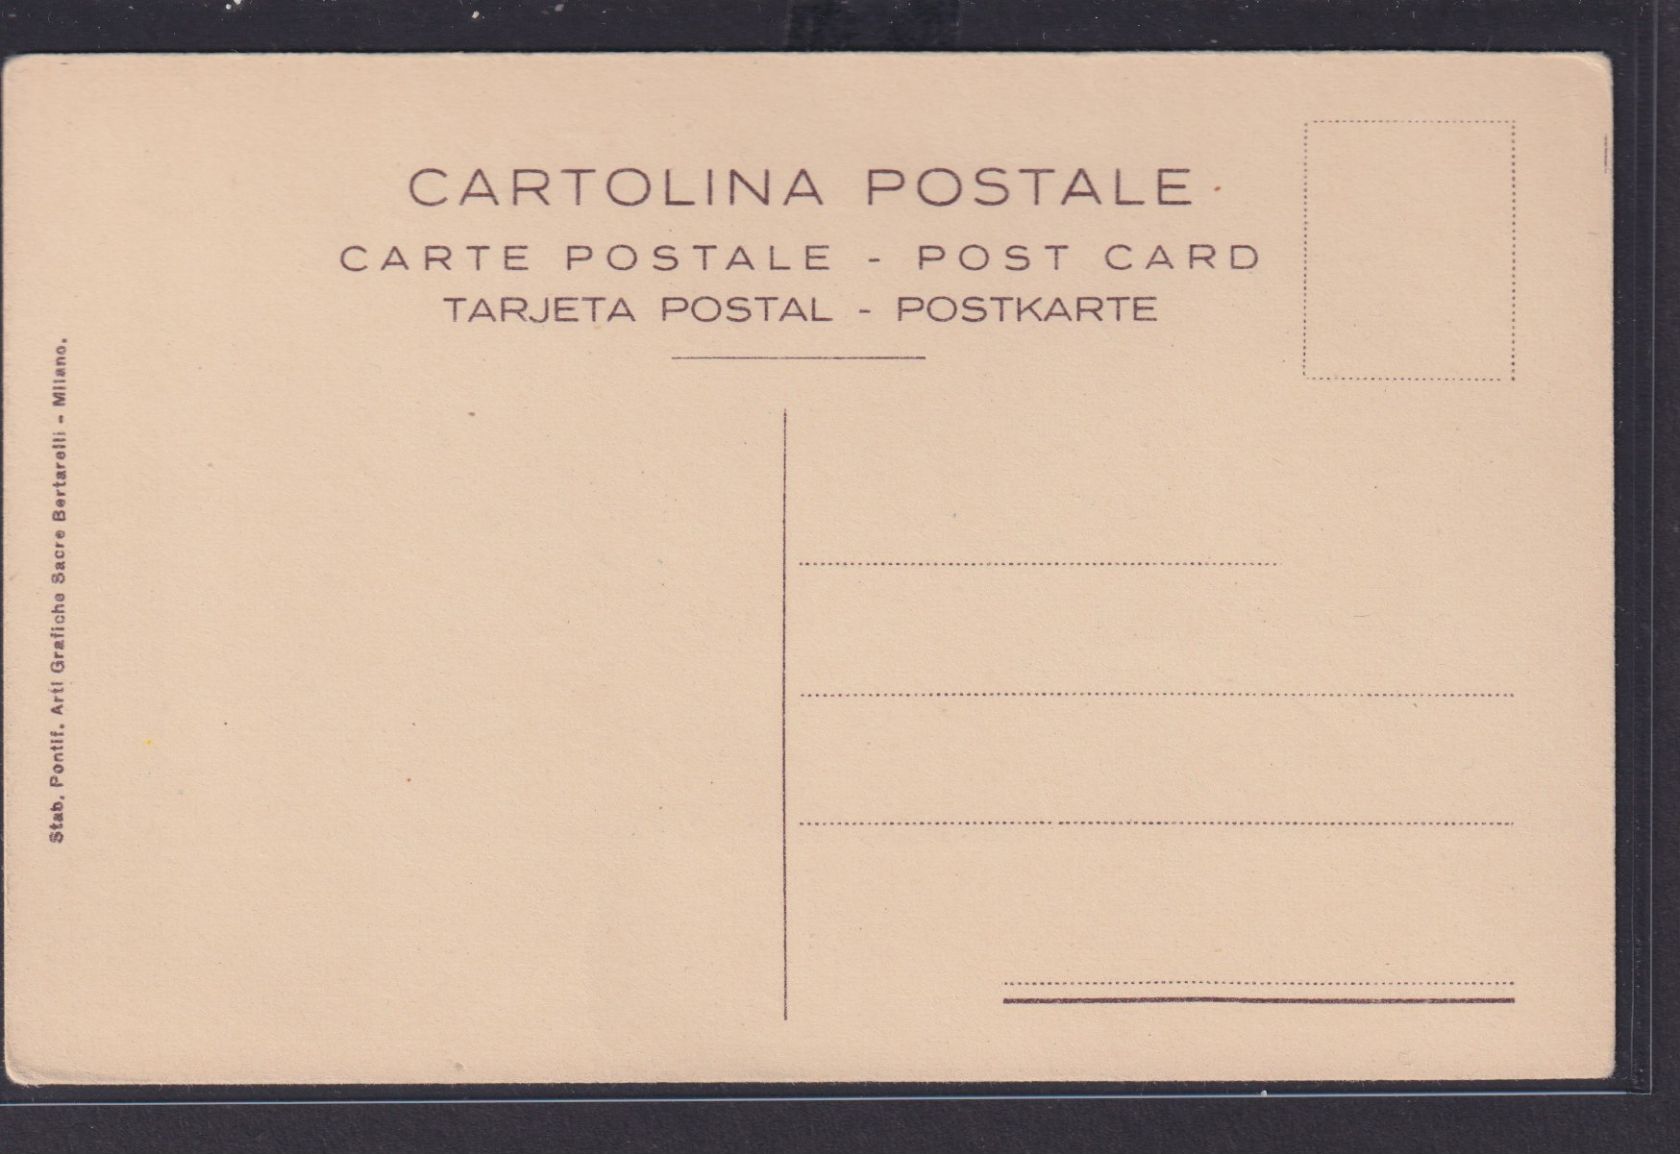 CARTOLINA POSTALE
CARTE POSTALE - POST CARD
TARJETA POSTAL - POSTKARTE
Stab. Pontif. Arti Grafiche Sacre Bertarelli - Milano.